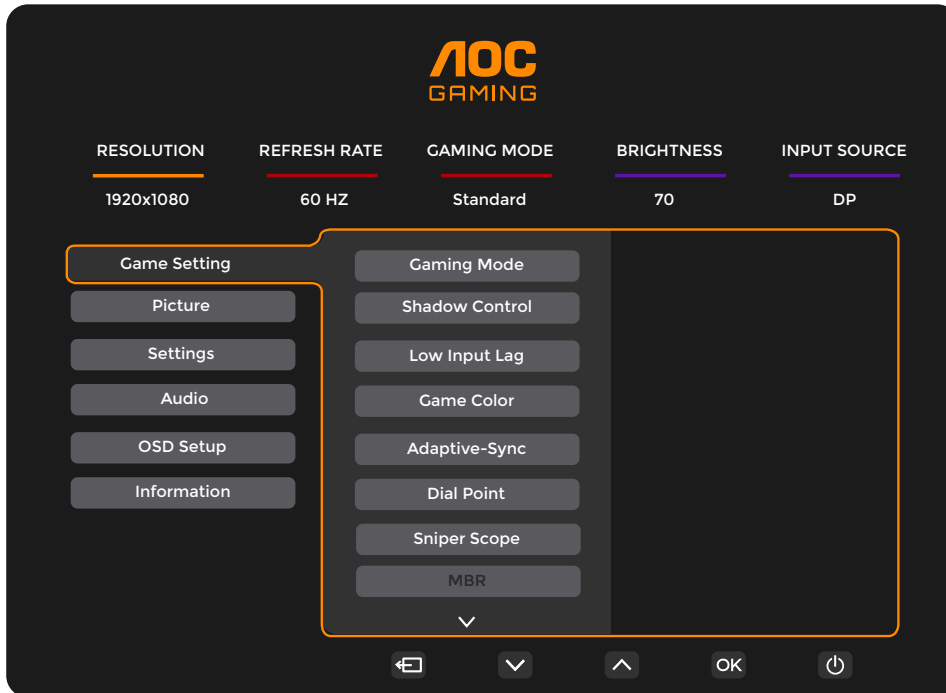 AOC
GAMING
RESOLUTION REFRESH RATE GAMING MODE BRIGHTNESS INPUT SOURCE
1920x1080 60 HZ Standard 70 DP
Game Setting
Picture
Settings
Audio
OSD Setup
Information
Gaming Mode
Shadow Control
Low Input Lag
Game Color
Adaptive-Sync
Dial Point
Sniper Scope
MBR
OK